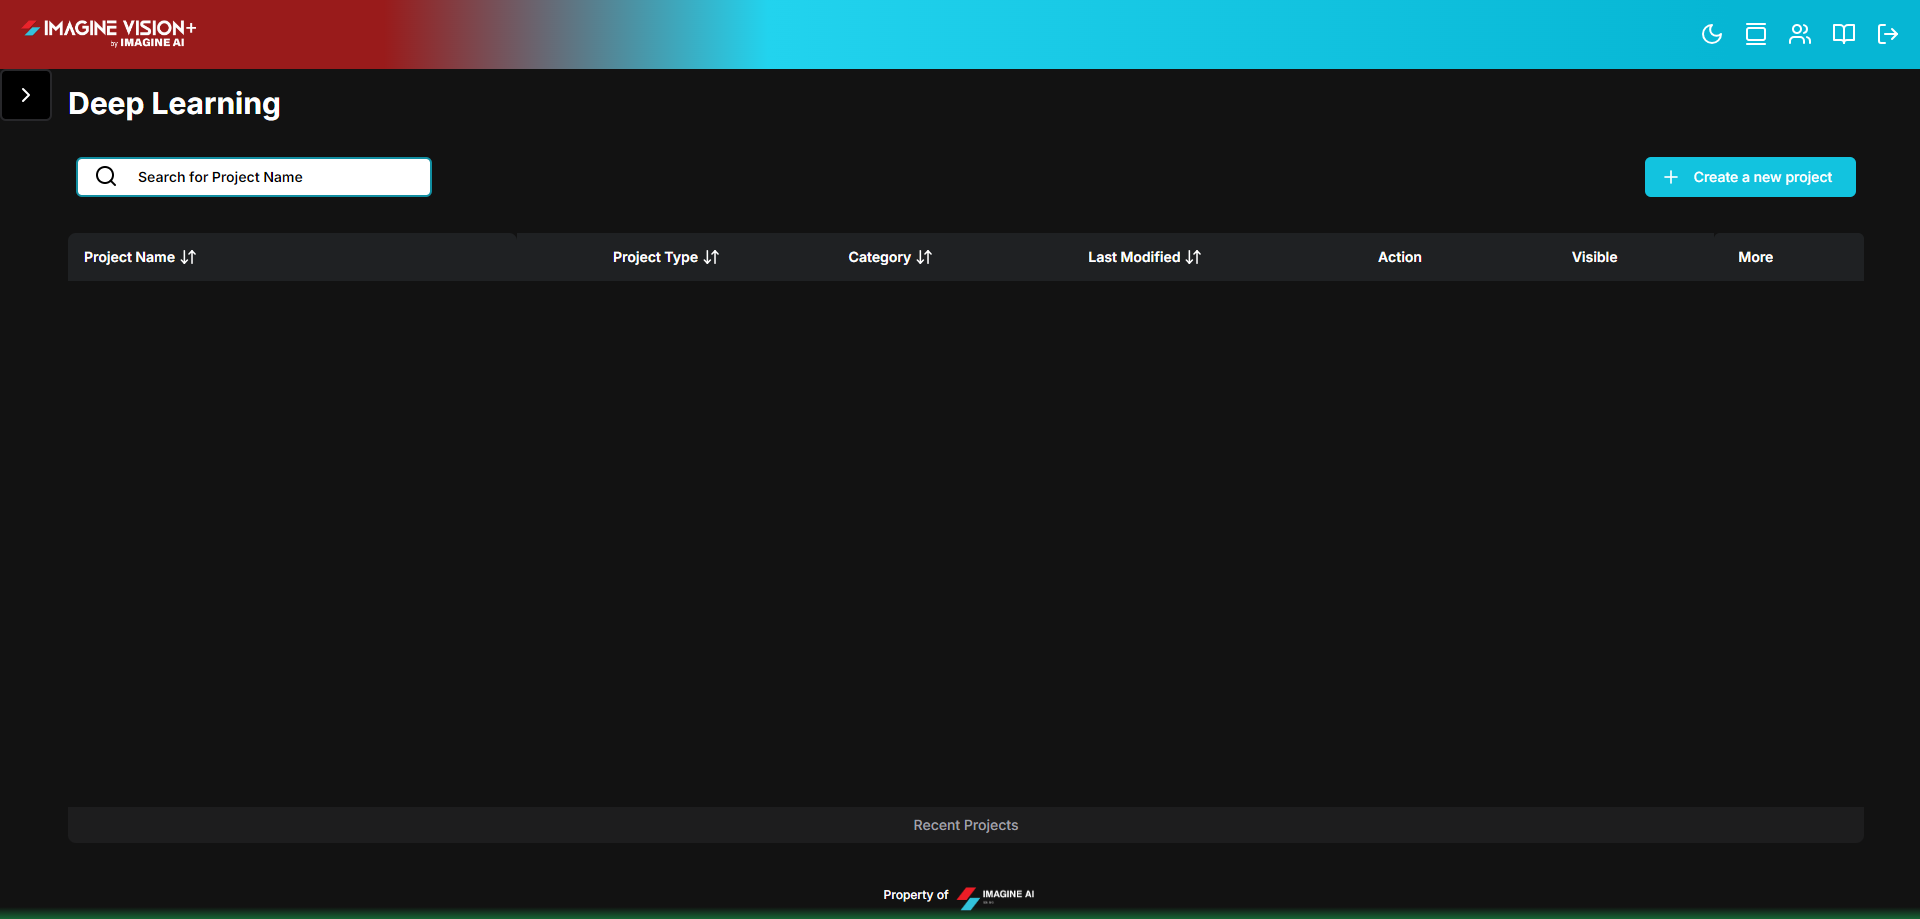 IMAGINE VISION+
by IMAGINE AI
Deep Learning
Search for Project Name
Create a new project
Project Name Project Type Category Last Modified Action Visible More
Recent Projects
Property of IMAGINE AI